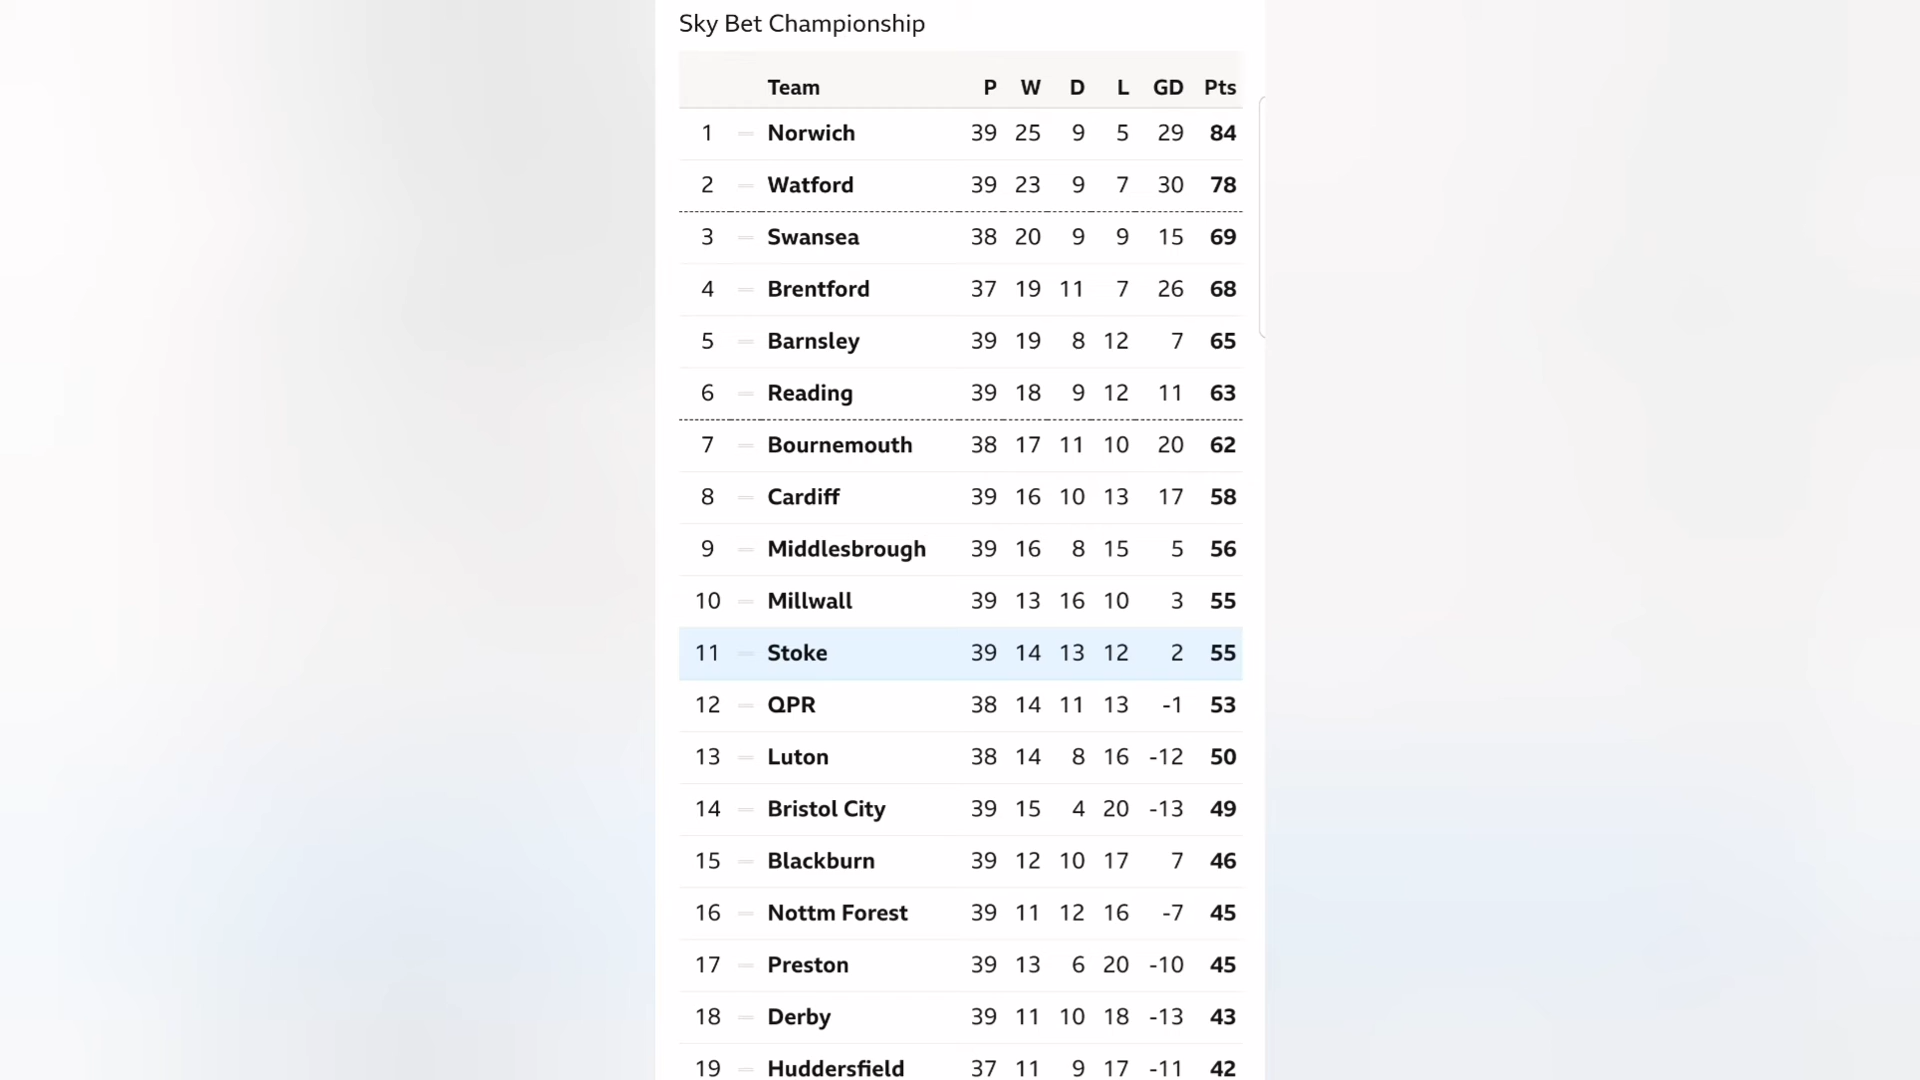 Sky Bet Championship
Team P W D L GD Pts
1 Norwich 39 25 9 5 29 84
2 Watford 39 23 9 7 30 78
3 Swansea 38 20 9 9 15 69
4 Brentford 37 19 11 7 26 68
5 Barnsley 39 19 8 12 7 65
6 Reading 39 18 9 12 11 63
7 Bournemouth 38 17 11 10 20 62
8 Cardiff 39 16 10 13 17 58
9 Middlesbrough 39 16 8 15 5 56
10 Millwall 39 13 16 10 3 55
11 Stoke 39 14 13 12 2 55
12 QPR 38 14 11 13 -1 53
13 Luton 38 14 8 16 -12 50
14 Bristol City 39 15 4 20 -13 49
15 Blackburn 39 12 10 17 7 46
16 Nottm Forest 39 11 12 16 -7 45
17 Preston 39 13 6 20 -10 45
18 Derby 39 11 10 18 -13 43
19 Huddersfield 37 11 9 17 -11 42